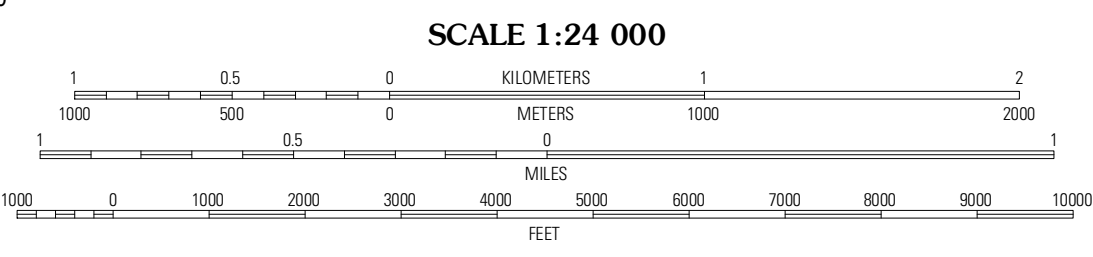 SCALE 1:24 000
1 0.5 0 KILOMETERS 1 2
1000 500 0 METERS 1000 2000
1 0.5 0 1
MILES
1000 0 1000 2000 3000 4000 5000 6000 7000 8000 9000 10000
FEET